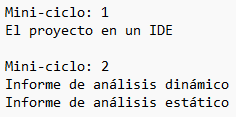 Mini-ciclo: 1
El proyecto en un IDE
Mini-ciclo: 2
Informe de análisis dinámico
Informe de análisis estático